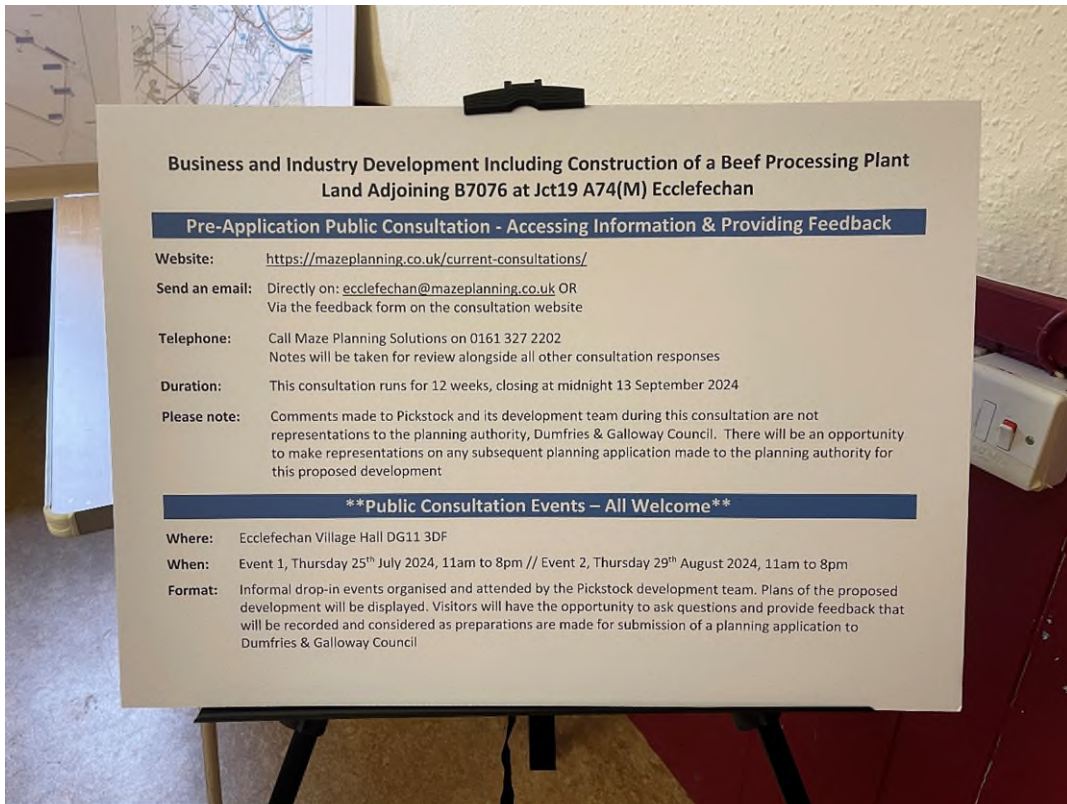 Business and Industry Development Including Construction of a Beef Processing Plant
Land Adjoining B7076 at Jct19 A74(M) Ecclefechan
Pre-Application Public Consultation - Accessing Information & Providing Feedback
Website: https://mazeplanning.co.uk/current-consultations/
Send an email: Directly on: ecclefechan@mazeplanning.co.uk OR
Via the feedback form on the consultation website
Telephone: Call Maze Planning Solutions on 0161 327 2202
Notes will be taken for review alongside all other consultation responses
Duration: This consultation runs for 12 weeks, closing at midnight 13 September 2024
Please note: Comments made to Pickstock and its development team during this consultation are not
representations to the planning authority, Dumfries & Galloway Council. There will be an opportunity
to make representations on any subsequent planning application made to the planning authority for
this proposed development
**Public Consultation Events – All Welcome**
Where: Ecclefechan Village Hall DG11 3DF
When: Event 1, Thursday 25th July 2024, 11am to 8pm // Event 2, Thursday 29th August 2024, 11am to 8pm
Format: Informal drop-in events organised and attended by the Pickstock development team. Plans of the proposed
development will be displayed. Visitors will have the opportunity to ask questions and provide feedback that
will be recorded and considered as preparations are made for submission of a planning application to
Dumfries & Galloway Council